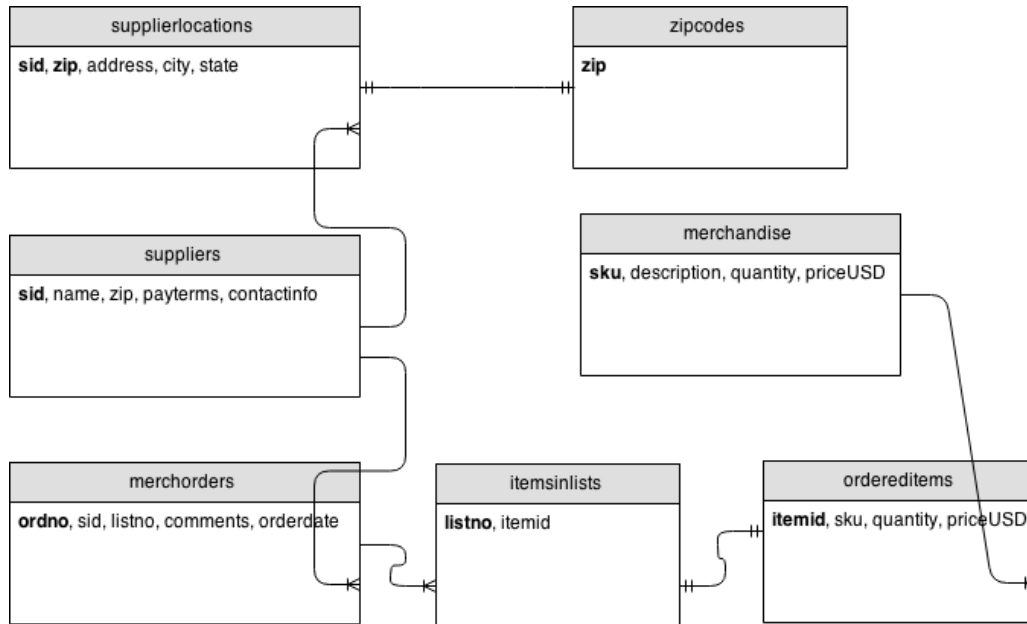 supplierlocations
sid, zip, address, city, state
zipcodes
zip
suppliers
sid, name, zip, payterms, contactinfo
merchandise
sku, description, quantity, priceUSD
merchorders
ordno, sid, listno, comments, orderdate
itemsinlists
listno, itemid
ordereditems
itemid, sku, quantity, priceUSD